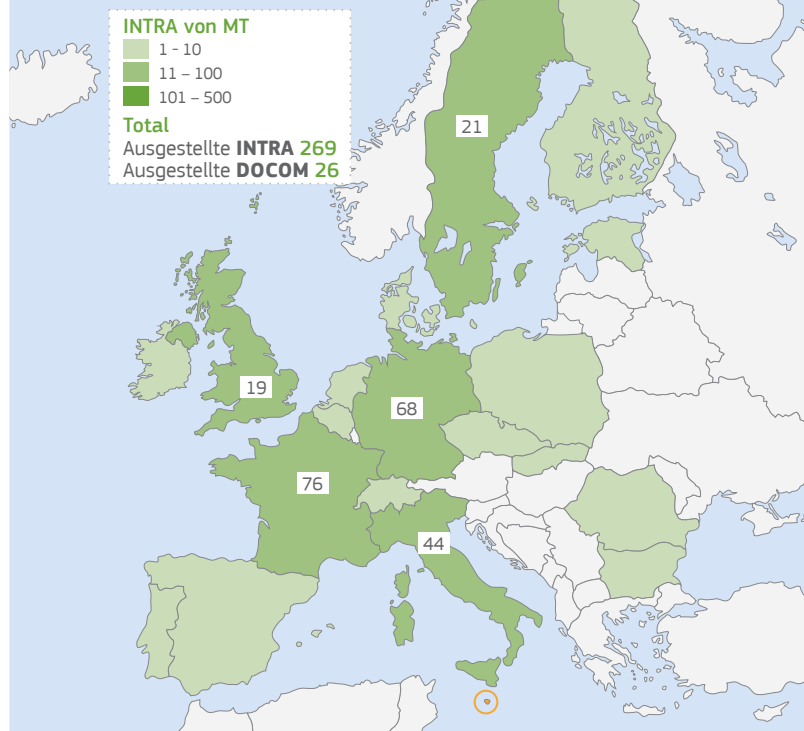 INTRA von MT
1 - 10
11 – 100
101 – 500
Total
Ausgestellte INTRA 269
Ausgestellte DOCOM 26
21
19
68
76
44